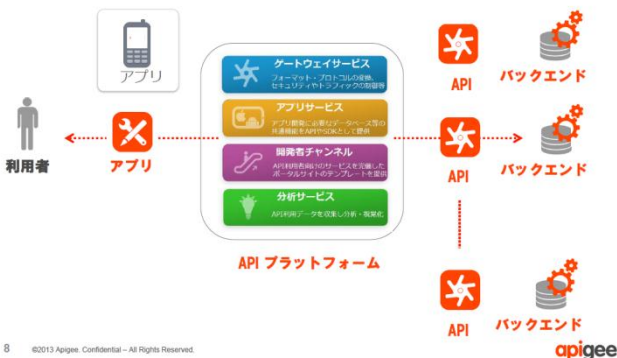 アプリ
利用者
アプリ
ゲートウェイサービス
フォーマット・プロトコルの変換、
セキュリティやトラフィックの制御等
アプリサービス
アプリ開発に必要なデータベース等の
共通機能をAPIやSDKとして提供
開発者チャンネル
API利用者向けのサービスを完備した
ポータルサイトのテンプレートを提供
分析サービス
API利用データを収集し分析・視覚化
API プラットフォーム
API
バックエンド
API
バックエンド
API
バックエンド
8
©2013 Apigee. Confidential – All Rights Reserved.
apigee